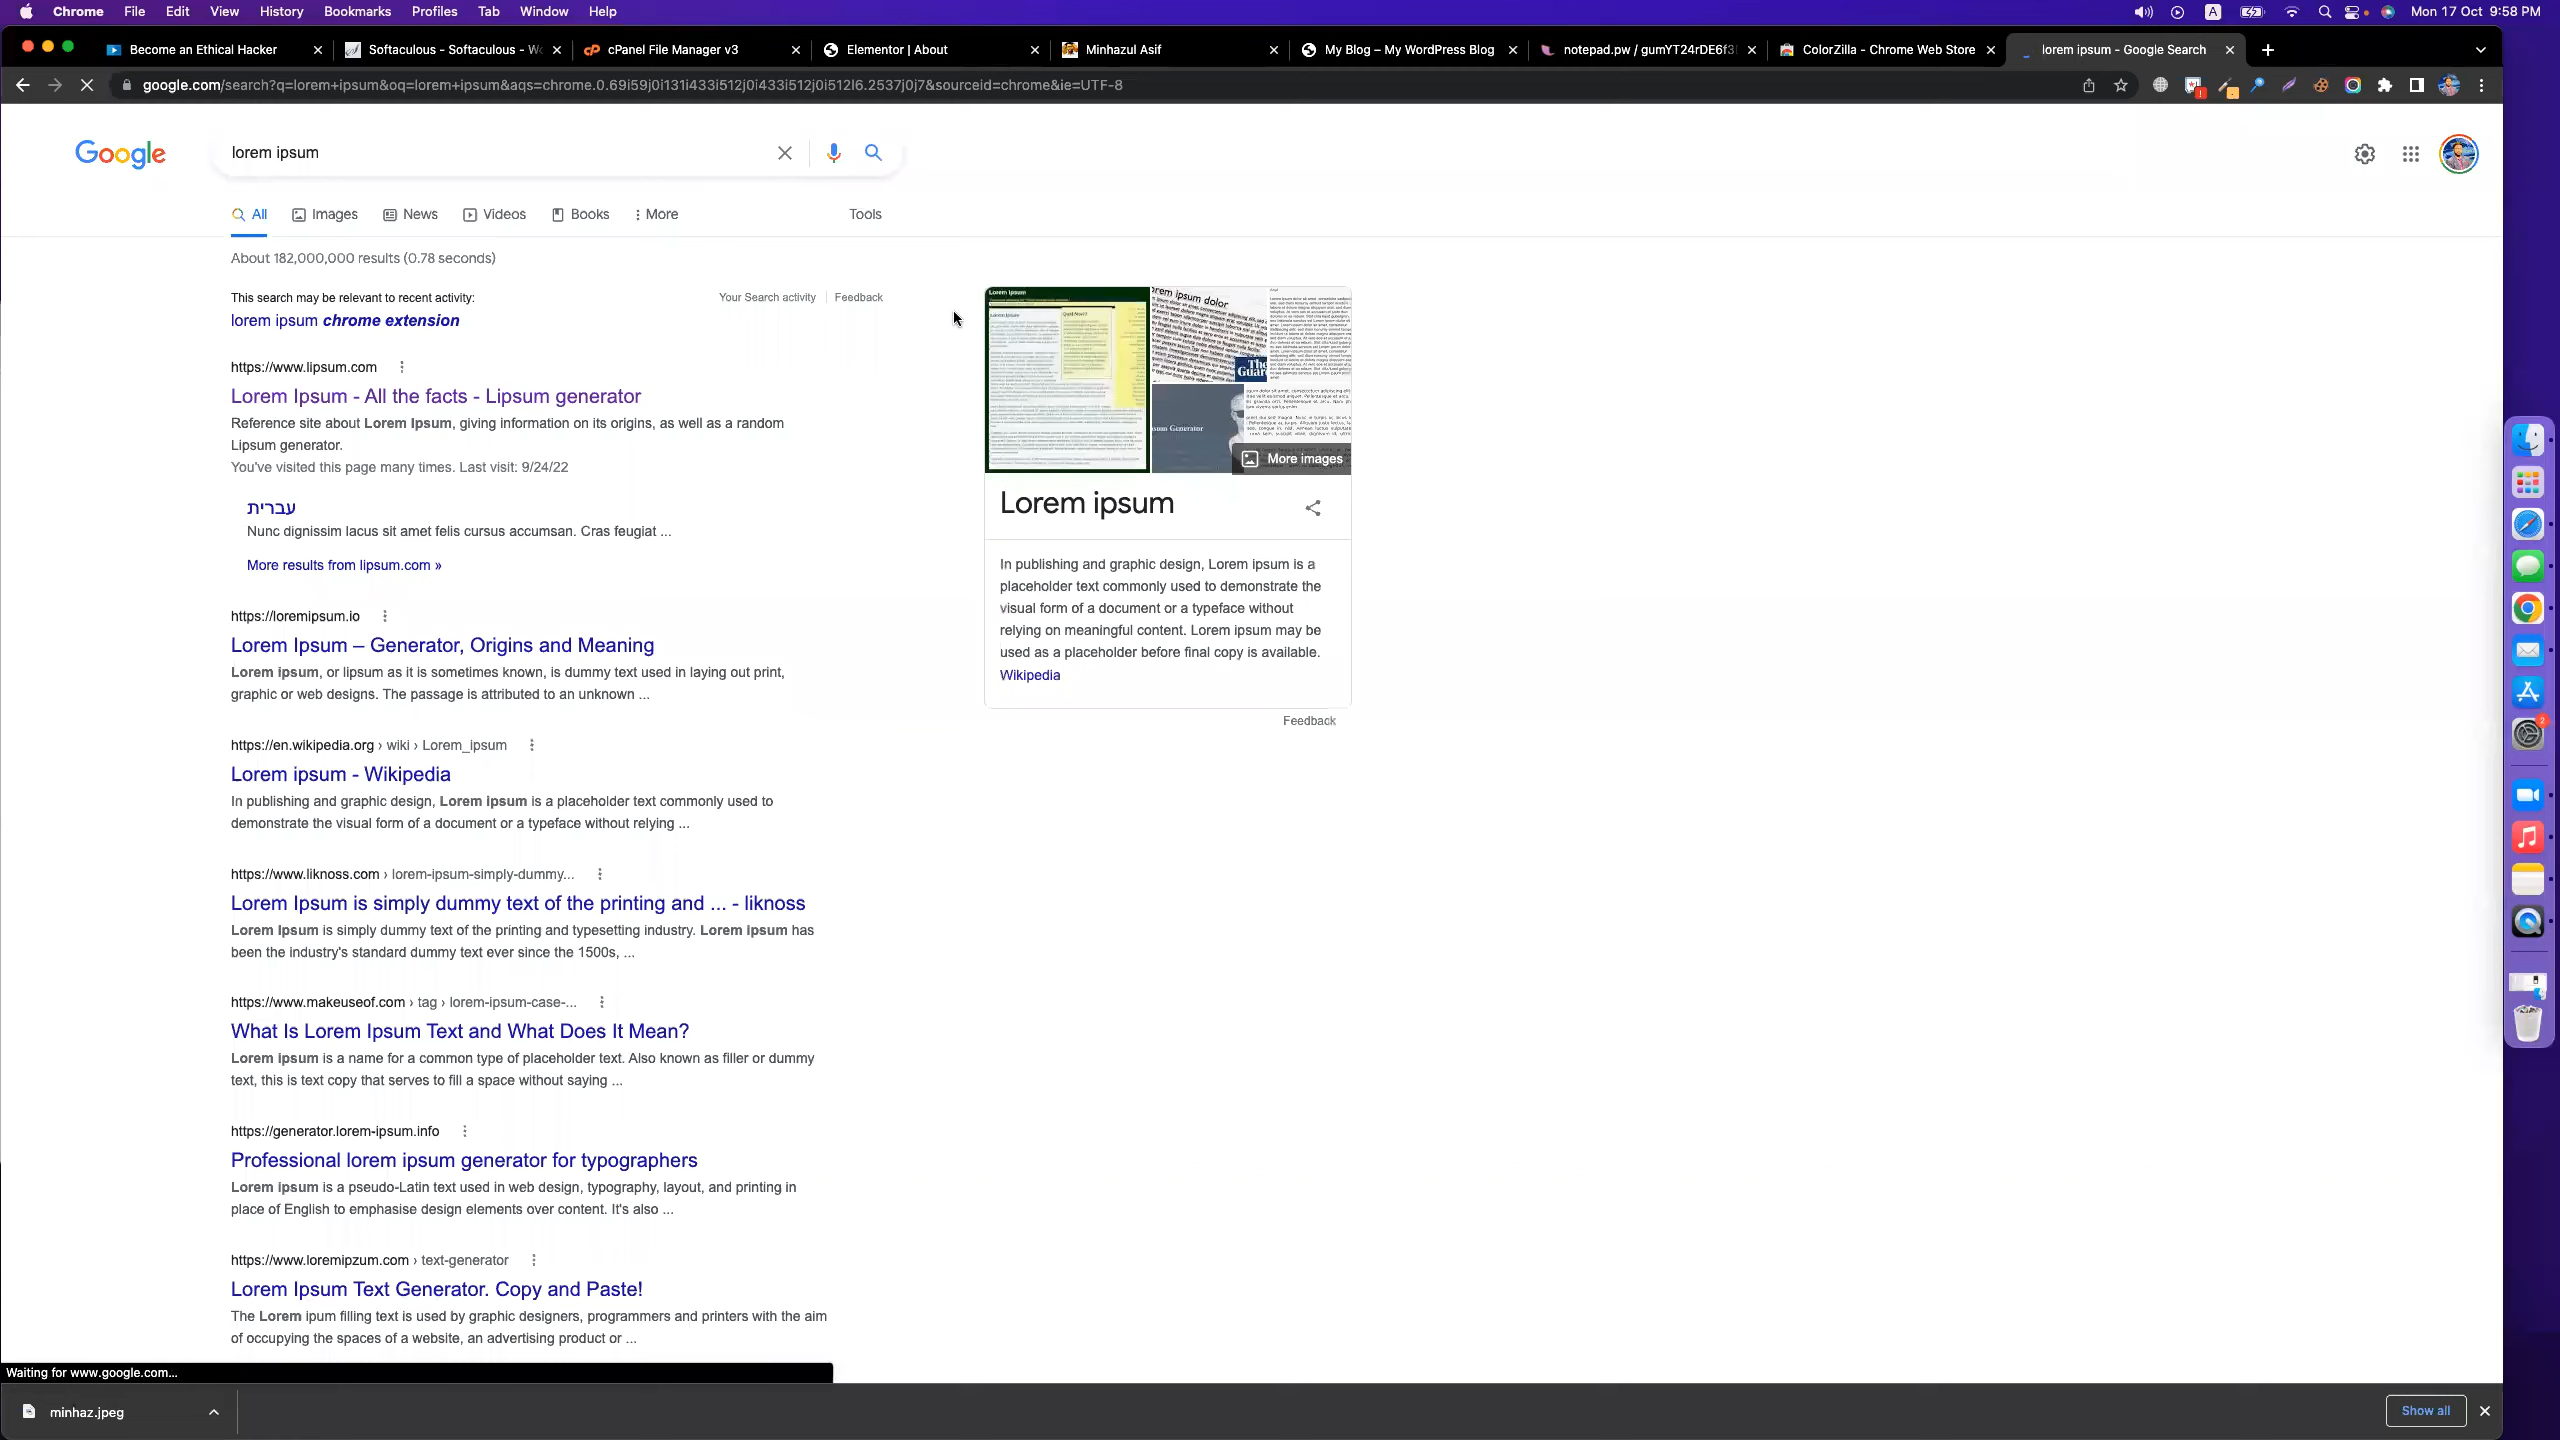 Chrome File Edit View History Bookmarks Profiles Tab Window Help
A Mon 17 Oct 9:58 PM
Become an Ethical Hacker
Softaculous - Softaculous -
cPanel File Manager v3
Elementor | About
Minhazul Asif
My Blog – My WordPress Blog
notepad.pw / gumYT24rDE6f3
ColorZilla - Chrome Web Store
lorem ipsum - Google Search
google.com/search?q=lorem+ipsum&oq=lorem+ipsum&aqs=chrome.0.69i59j0i131i433i512j0i433i512j0i512l6.2537j0j7&sourceid=chrome&ie=UTF-8
Google
lorem ipsum
All Images News Videos Books More Tools
About 182,000,000 results (0.78 seconds)
This search may be relevant to recent activity:
Your Search activity Feedback
lorem ipsum chrome extension
https://www.lipsum.com
Lorem Ipsum - All the facts - Lipsum generator
Reference site about Lorem Ipsum, giving information on its origins, as well as a random
Lipsum generator.
You've visited this page many times. Last visit: 9/24/22
עברית
Nunc dignissim lacus sit amet felis cursus accumsan. Cras feugiat ...
More results from lipsum.com »
https://loremipsum.io
Lorem Ipsum – Generator, Origins and Meaning
Lorem ipsum, or lipsum as it is sometimes known, is dummy text used in laying out print,
graphic or web designs. The passage is attributed to an unknown ...
https://en.wikipedia.org › wiki › Lorem_ipsum
Lorem ipsum - Wikipedia
In publishing and graphic design, Lorem ipsum is a placeholder text commonly used to
demonstrate the visual form of a document or a typeface without relying ...
https://www.liknoss.com › lorem-ipsum-simply-dummy...
Lorem Ipsum is simply dummy text of the printing and ... - liknoss
Lorem Ipsum is simply dummy text of the printing and typesetting industry. Lorem Ipsum has
been the industry's standard dummy text ever since the 1500s, ...
https://www.makeuseof.com › tag › lorem-ipsum-case-...
What Is Lorem Ipsum Text and What Does It Mean?
Lorem ipsum is a name for a common type of placeholder text. Also known as filler or dummy
text, this is text copy that serves to fill a space without saying ...
https://generator.lorem-ipsum.info
Professional lorem ipsum generator for typographers
Lorem Ipsum is a pseudo-Latin text used in web design, typography, layout, and printing in
place of English to emphasise design elements over content. It's also ...
https://www.loremipzum.com › text-generator
Lorem Ipsum Text Generator. Copy and Paste!
The Lorem ipum filling text is used by graphic designers, programmers and printers with the aim
of occupying the spaces of a website, an advertising product or ...
Lorem Ipsum
orem ipsum dolor
The
Guar
sum Generator
More images
Lorem ipsum
In publishing and graphic design, Lorem ipsum is a
placeholder text commonly used to demonstrate the
visual form of a document or a typeface without
relying on meaningful content. Lorem ipsum may be
used as a placeholder before final copy is available.
Wikipedia
Feedback
2
Waiting for www.google.com...
minhaz.jpeg
Show all